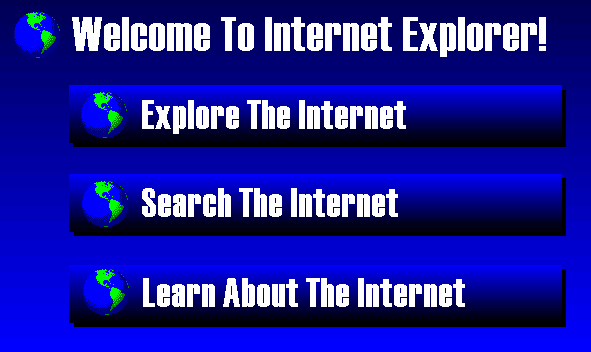 Welcome To Internet Explorer!
Explore The Internet
Search The Internet
Learn About The Internet